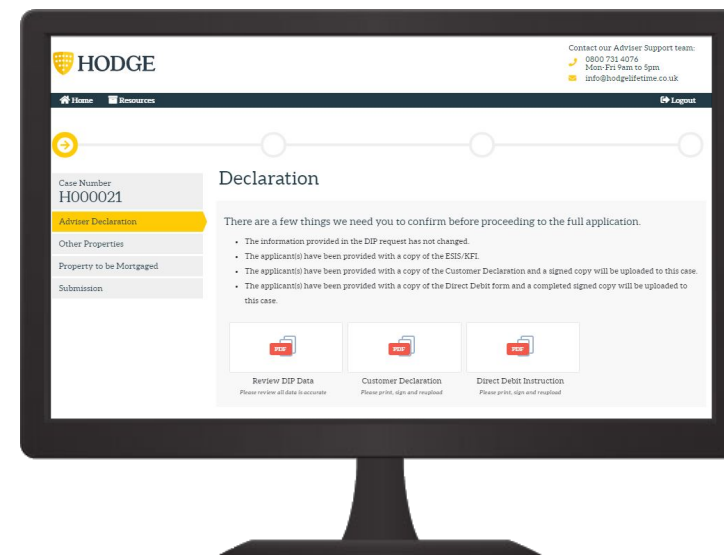 HODGE
Contact our Adviser Support team:
0800 731 4076
Mon-Fri 9am to 5pm
info@hodgelifetime.co.uk
Home Resources Logout
Case Number
H000021
Adviser Declaration
Other Properties
Property to be Mortgaged
Submission
Declaration
There are a few things we need you to confirm before proceeding to the full application.
• The information provided in the DIP request has not changed.
• The applicant(s) have been provided with a copy of the ESIS/KFI.
• The applicant(s) have been provided with a copy of the Customer Declaration and a signed copy will be uploaded to this case.
• The applicant(s) have been provided with a copy of the Direct Debit form and a completed signed copy will be uploaded to
this case.
PDF PDF PDF
Review DIP Data Customer Declaration Direct Debit Instruction
Please review all data is accurate Please print, sign and reupload Please print, sign and reupload